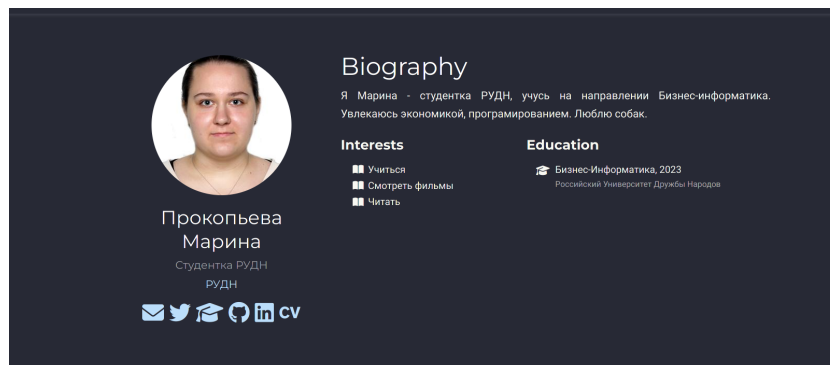 Biography
Я Марина - студентка РУДН, учусь на направлении Бизнес-информатика.
Увлекаюсь экономикой, програмированием. Люблю собак.
Interests
Учиться
Смотреть фильмы
Читать
Education
Бизнес-Информатика, 2023
Российский Университет Дружбы Народов
Прокопьева
Марина
Студентка РУДН
РУДН
CV